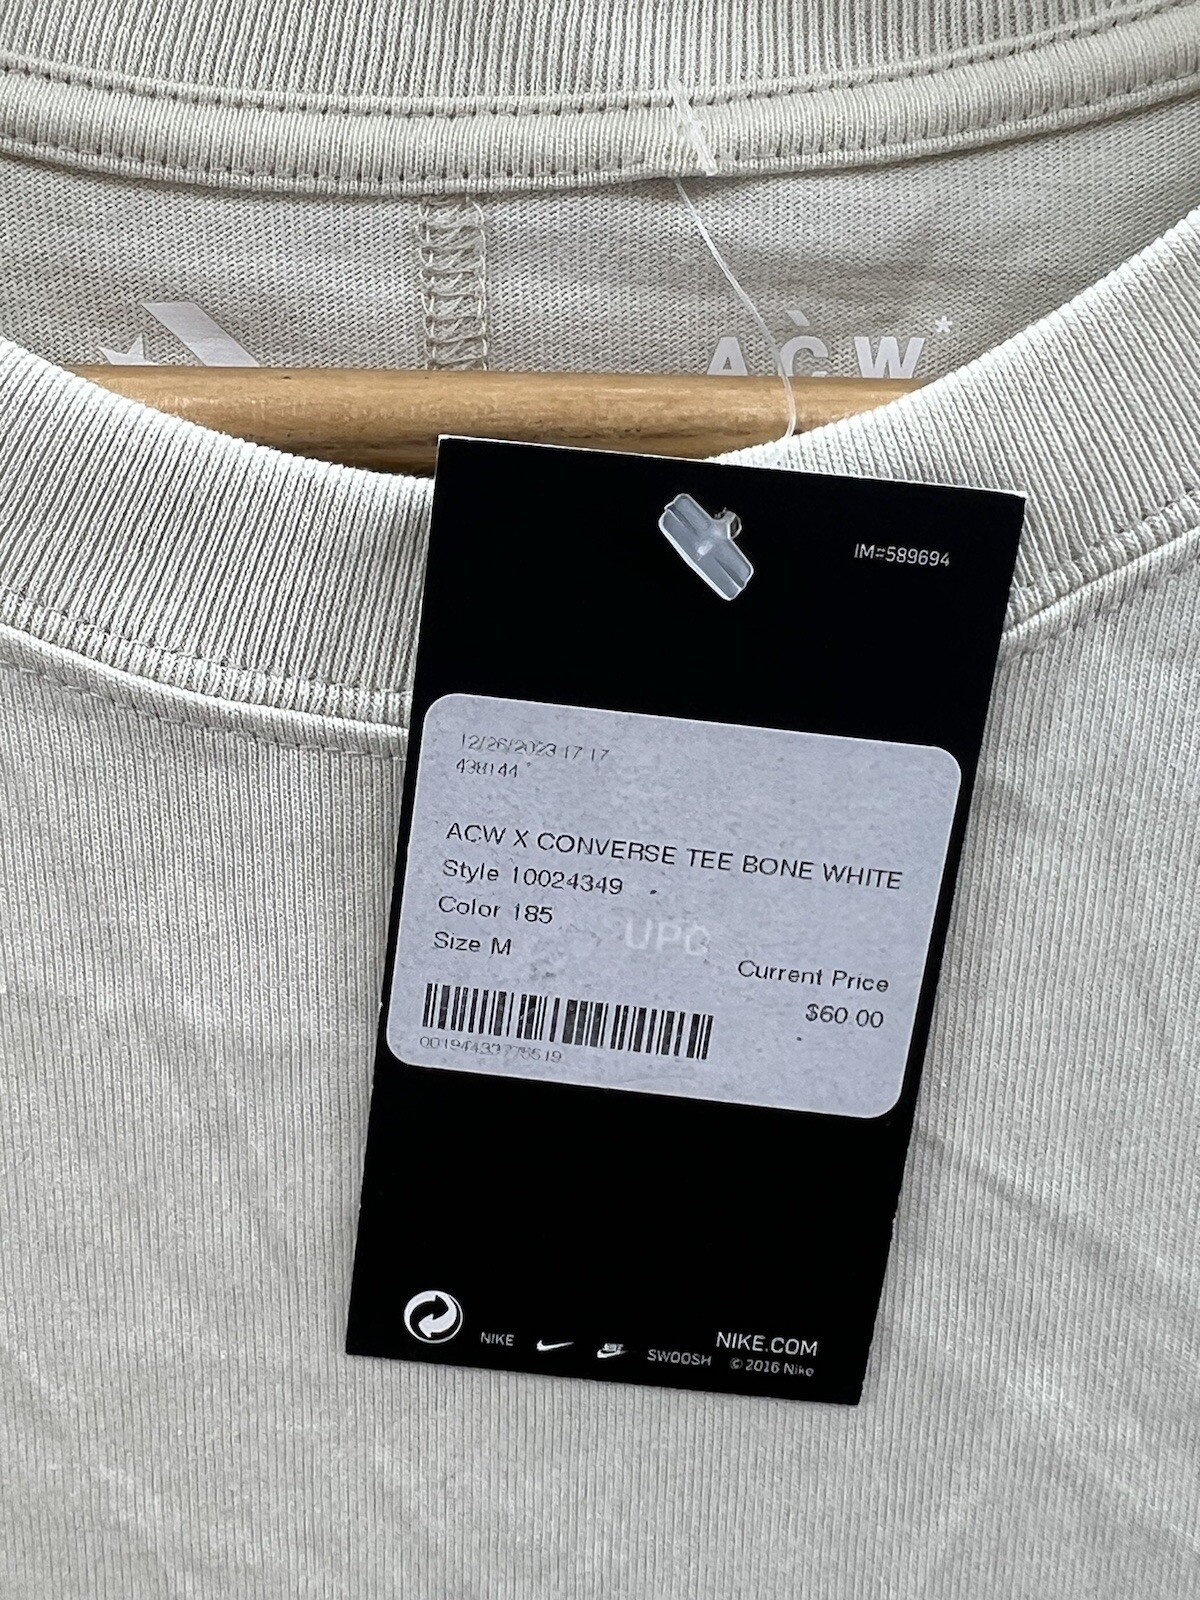 A C̀ W*
IM=589694
12/26/2023 17 17
438144
ACW X CONVERSE TEE BONE WHITE
Style 10024349
Color 185
Size M
UPC
Current Price
$60 00
NIKE
SWOOSH
NIKE.COM
© 2016 Nike